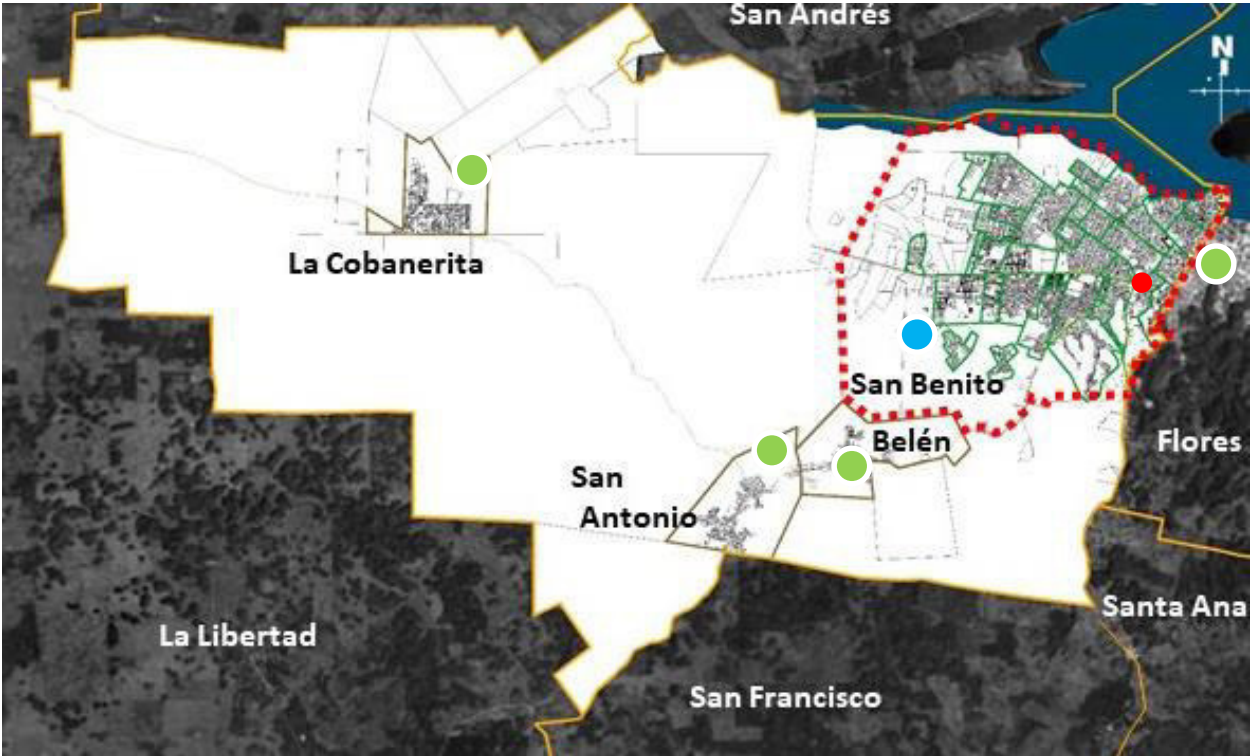 San Andrés
N
La Cobanerita
San Benito
Belén
Flores
San
Antonio
Santa Ana
La Libertad
San Francisco